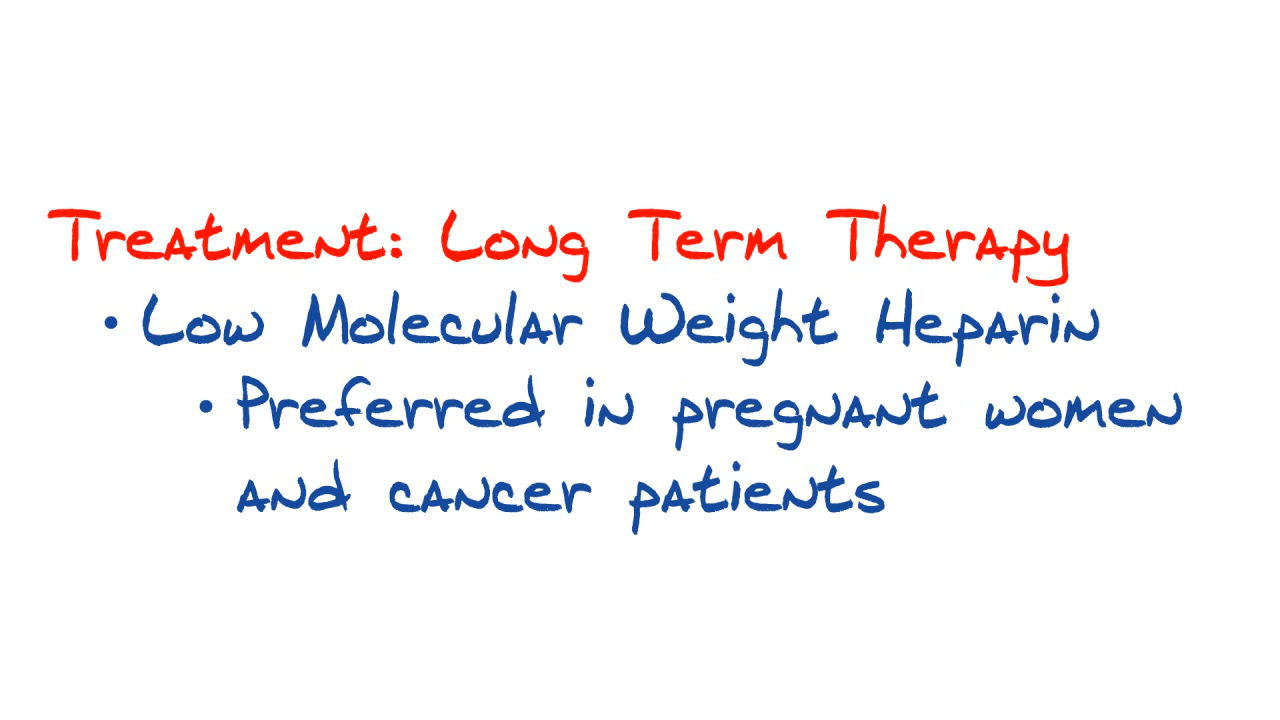 Treatment: Long Term Therapy
• Low Molecular Weight Heparin
• Preferred in pregnant women
and cancer patients